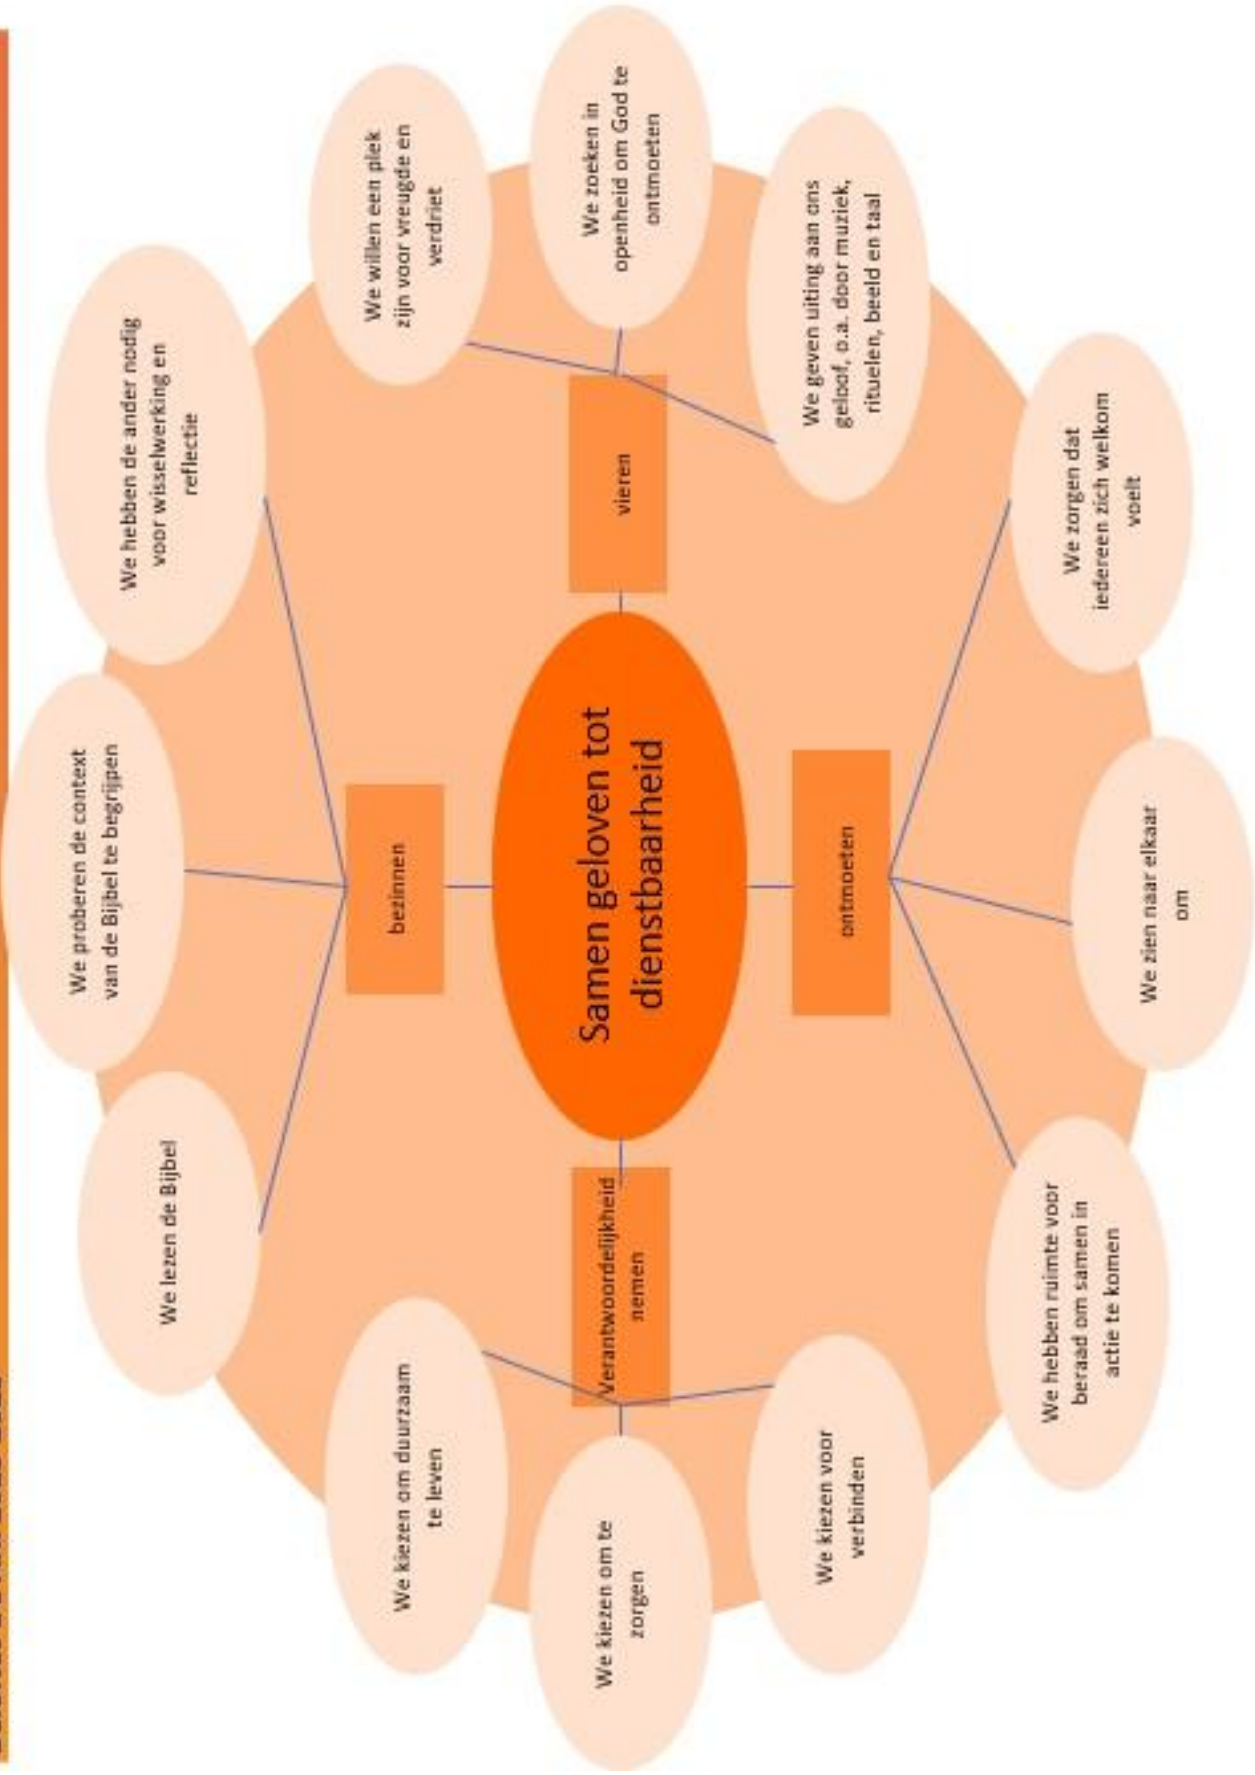 We lezen de Bijbel
We proberen de context
van de Bijbel te begrijpen
We hebben de ander nodig
voor wisselwerking en
reflectie
We kiezen om duurzaam
te leven
bezinnen
We willen een plek
zijn voor vreugde en
verdriet
We kiezen om te
zorgen
Verantwoordelijkheid
nemen
Samen geloven tot
dienstbaarheid
vieren
We zoeken in
openheid om God te
ontmoeten
We kiezen voor
verbinden
ontmoeten
We geven uiting aan ons
geloof, o.a. door muziek,
rituelen, beeld en taal
We hebben ruimte voor
beraad om samen in
actie te komen
We zien naar elkaar
om
We zorgen dat
iedereen zich welkom
voelt